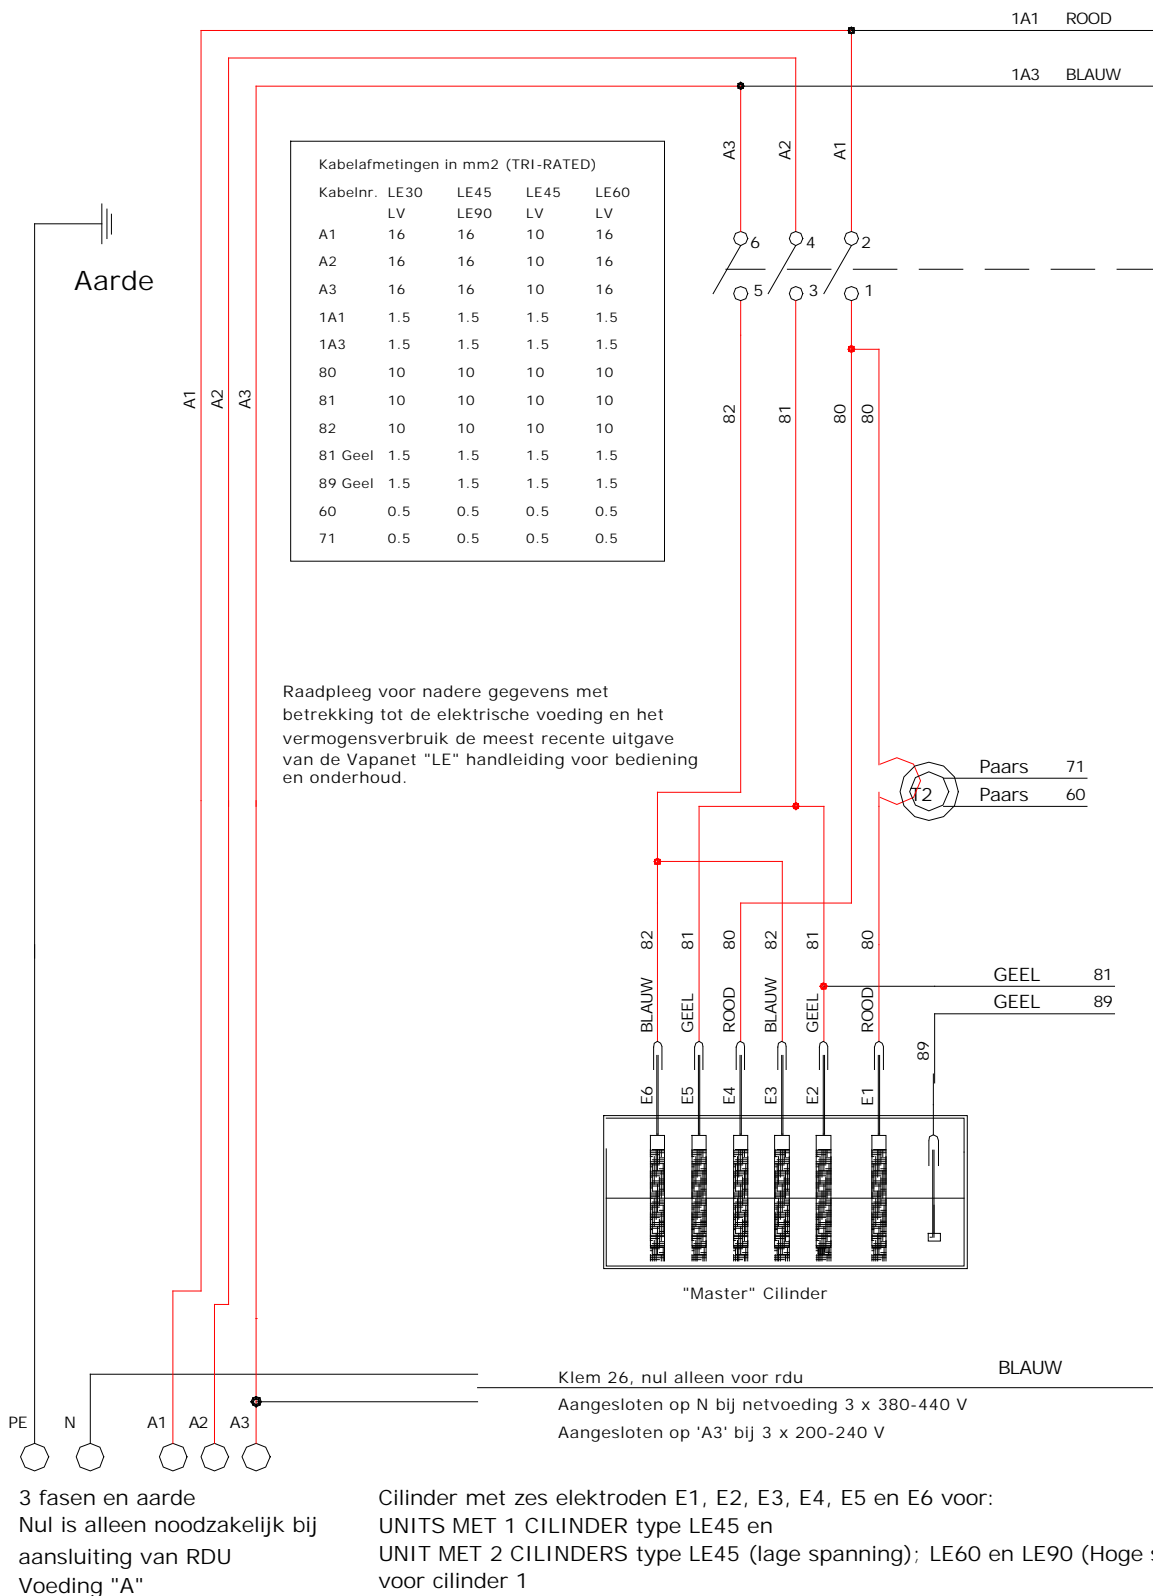 1A1 ROOD
1A3 BLAUW
A3 A2 A1
Kabelafmetingen in mm2 (TRI-RATED)
Kabelnr. LE30 LE45 LE45 LE60
LV LE90 LV LV
A1 16 16 10 16
A2 16 16 10 16
A3 16 16 10 16
1A1 1.5 1.5 1.5 1.5
1A3 1.5 1.5 1.5 1.5
80 10 10 10 10
81 10 10 10 10
82 10 10 10 10
81 Geel 1.5 1.5 1.5 1.5
89 Geel 1.5 1.5 1.5 1.5
60 0.5 0.5 0.5 0.5
71 0.5 0.5 0.5 0.5
Aarde
6 4 2
5 3 1
A1 A2 A3
82 81 80 80
Raadpleeg voor nadere gegevens met
betrekking tot de elektrische voeding en het
vermogensverbruik de meest recente uitgave
van de Vapanet "LE" handleiding voor bediening
en onderhoud.
T2
Paars 71
Paars 60
82 81 80 82 81 80
BLAUW GEEL ROOD BLAUW GEEL ROOD
GEEL 81
GEEL 89
89
E6 E5 E4 E3 E2 E1
"Master" Cilinder
Klem 26, nul alleen voor rdu
BLAUW
Aangesloten op N bij netvoeding 3 x 380-440 V
Aangesloten op 'A3' bij 3 x 200-240 V
PE N A1 A2 A3
3 fasen en aarde
Nul is alleen noodzakelijk bij
aansluiting van RDU
Voeding "A"
Cilinder met zes elektroden E1, E2, E3, E4, E5 en E6 voor:
UNITS MET 1 CILINDER type LE45 en
UNIT MET 2 CILINDERS type LE45 (lage spanning); LE60 en LE90 (Hoge s
voor cilinder 1